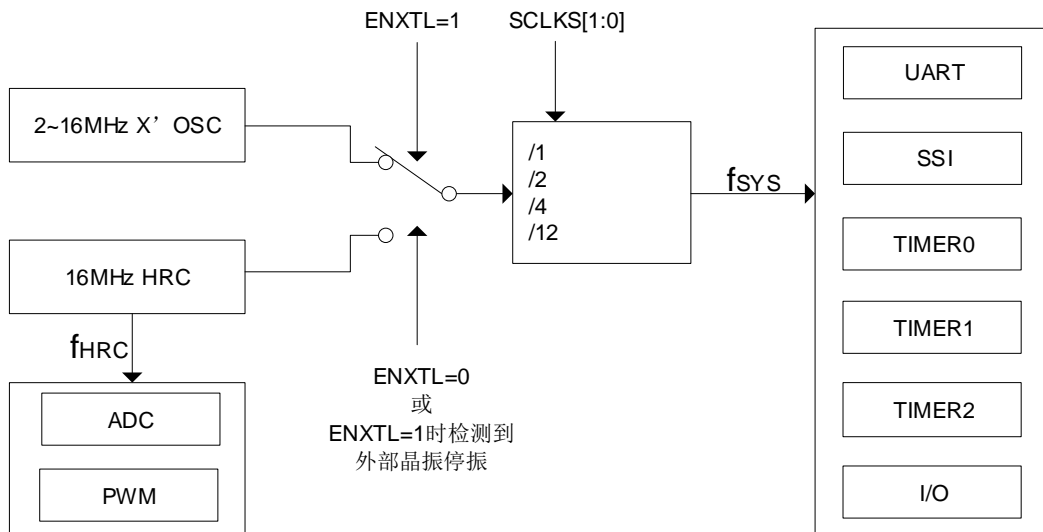 ENXTL=1
SCLKS[1:0]
2~16MHz X’ OSC
16MHz HRC
fHRC
ADC
PWM
ENXTL=0
或
ENXTL=1时检测到
外部晶振停振
/1
/2
/4
/12
fSYS
UART
SSI
TIMER0
TIMER1
TIMER2
I/O